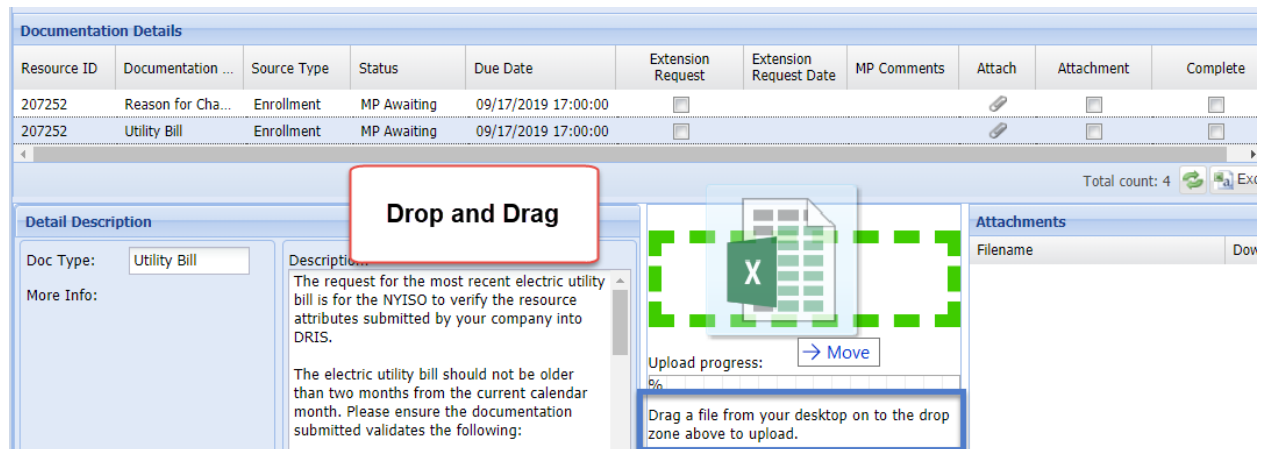 Documentation Details
Resource ID Documentation ... Source Type Status Due Date Extension Request Extension Request Date MP Comments Attach Attachment Complete
207252 Reason for Cha... Enrollment MP Awaiting 09/17/2019 17:00:00
207252 Utility Bill Enrollment MP Awaiting 09/17/2019 17:00:00
Total count: 4 Exc
Drop and Drag
Detail Description
Doc Type: Utility Bill
More Info:
Description:
The request for the most recent electric utility
bill is for the NYISO to verify the resource
attributes submitted by your company into
DRIS.
The electric utility bill should not be older
than two months from the current calendar
month. Please ensure the documentation
submitted validates the following:
X
→ Move
Upload progress:
%
Drag a file from your desktop on to the drop
zone above to upload.
Attachments
Filename Dow